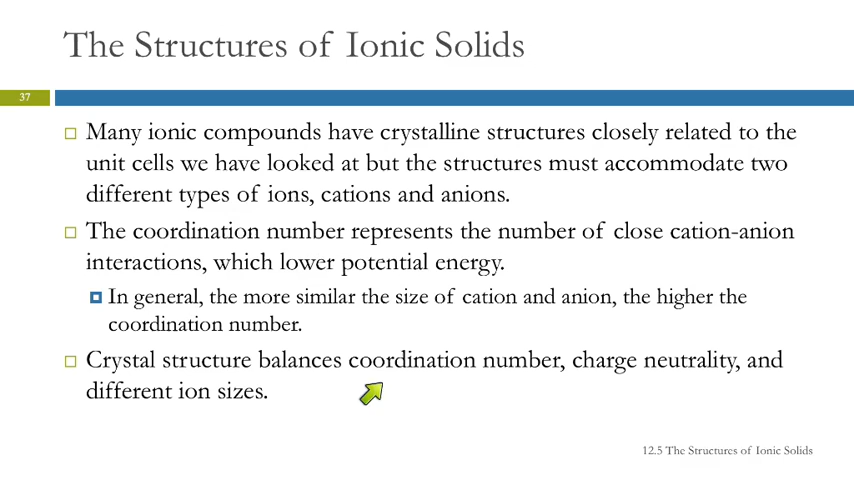 The Structures of Ionic Solids
37
Many ionic compounds have crystalline structures closely related to the
unit cells we have looked at but the structures must accommodate two
different types of ions, cations and anions.
The coordination number represents the number of close cation-anion
interactions, which lower potential energy.
In general, the more similar the size of cation and anion, the higher the
coordination number.
Crystal structure balances coordination number, charge neutrality, and
different ion sizes.
12.5 The Structures of Ionic Solids